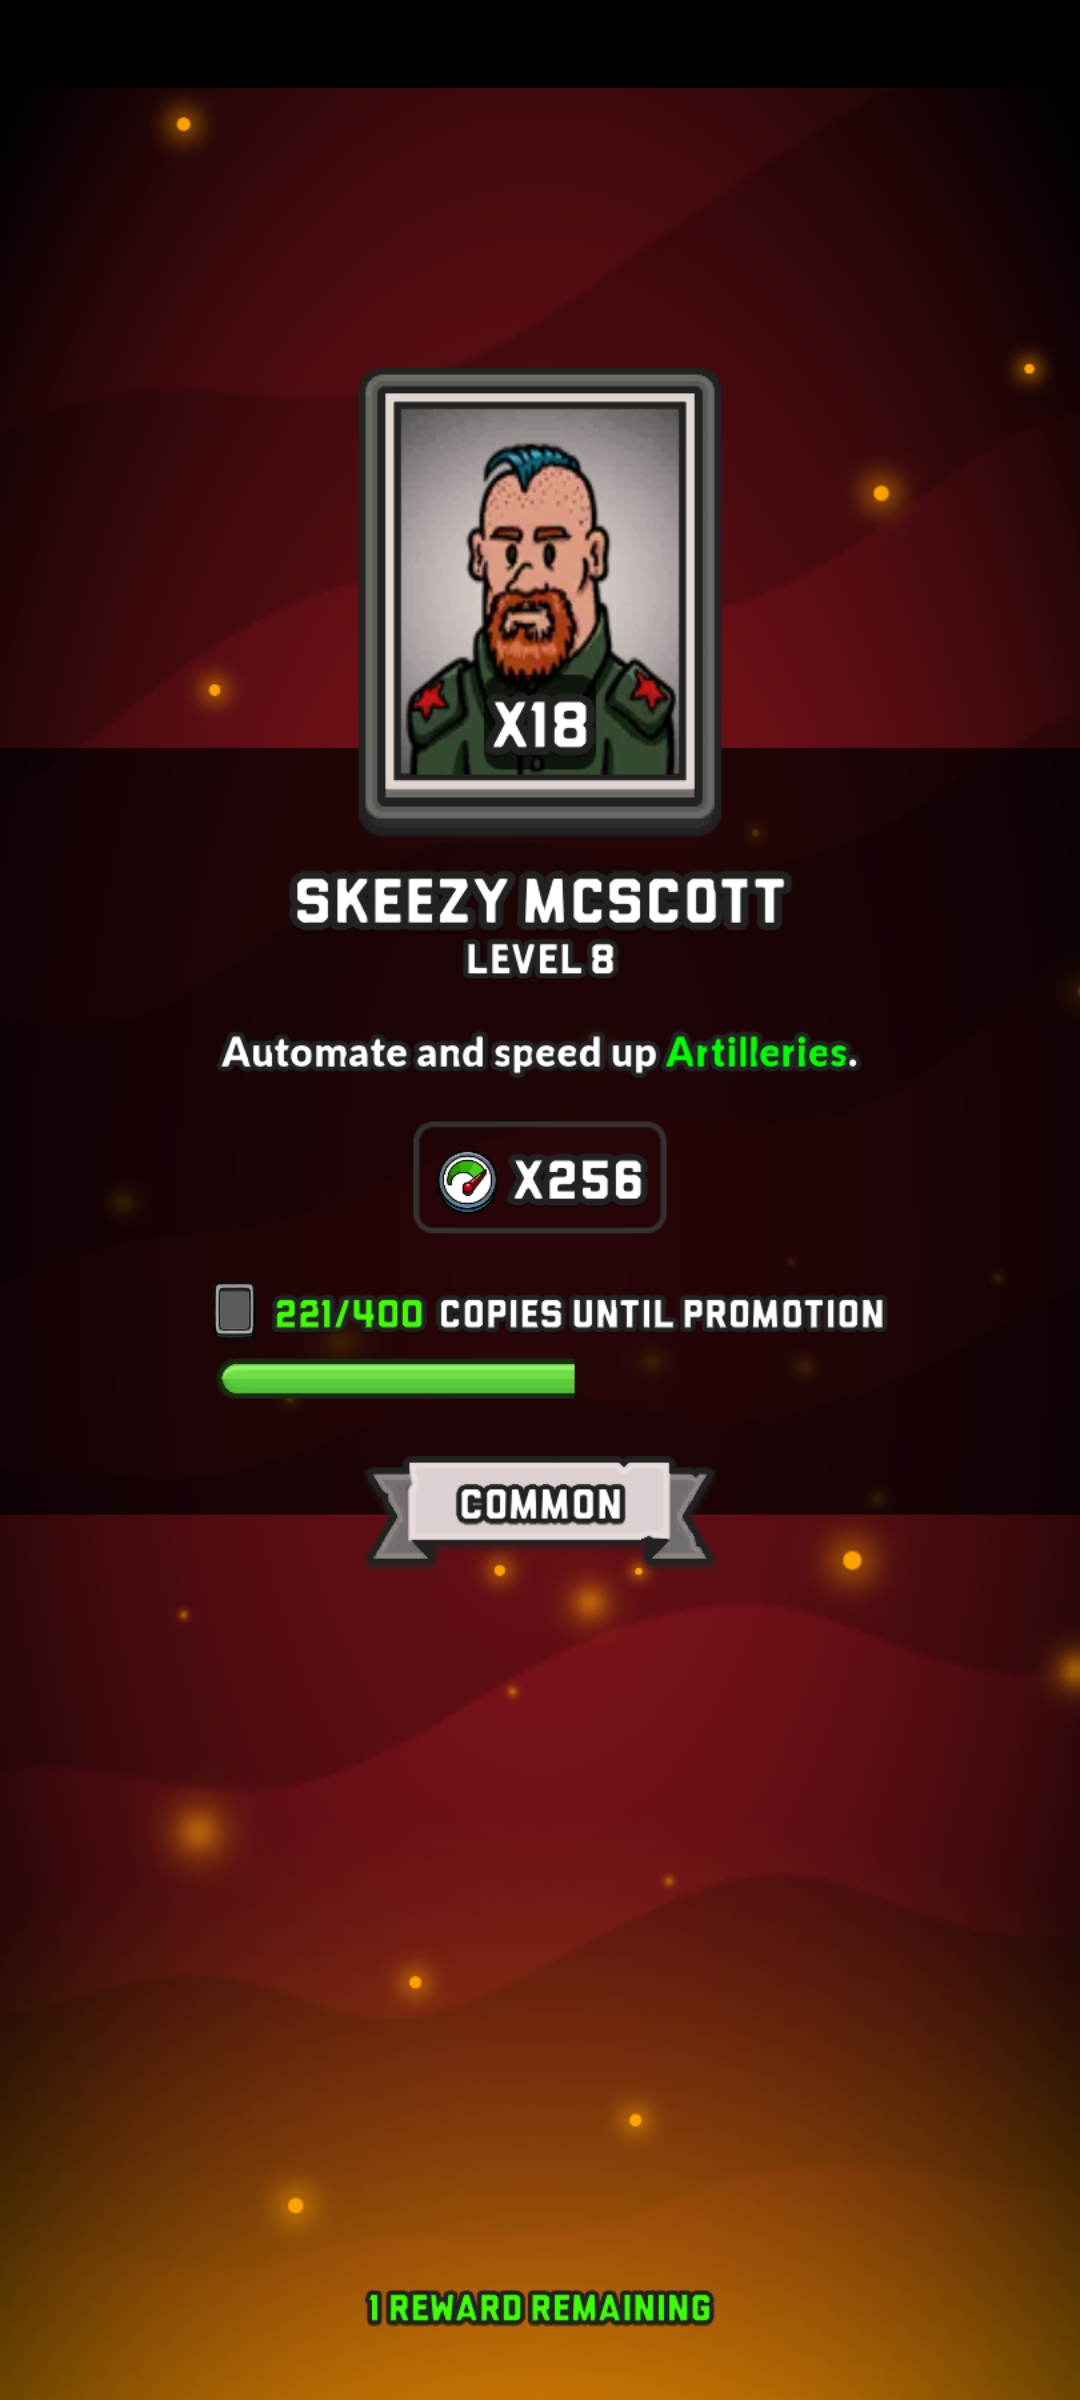 X18
SKEEZY MCSCOTT
LEVEL 8
Automate and speed up Artilleries.
X256
221/400 COPIES UNTIL PROMOTION
COMMON
1 REWARD REMAINING